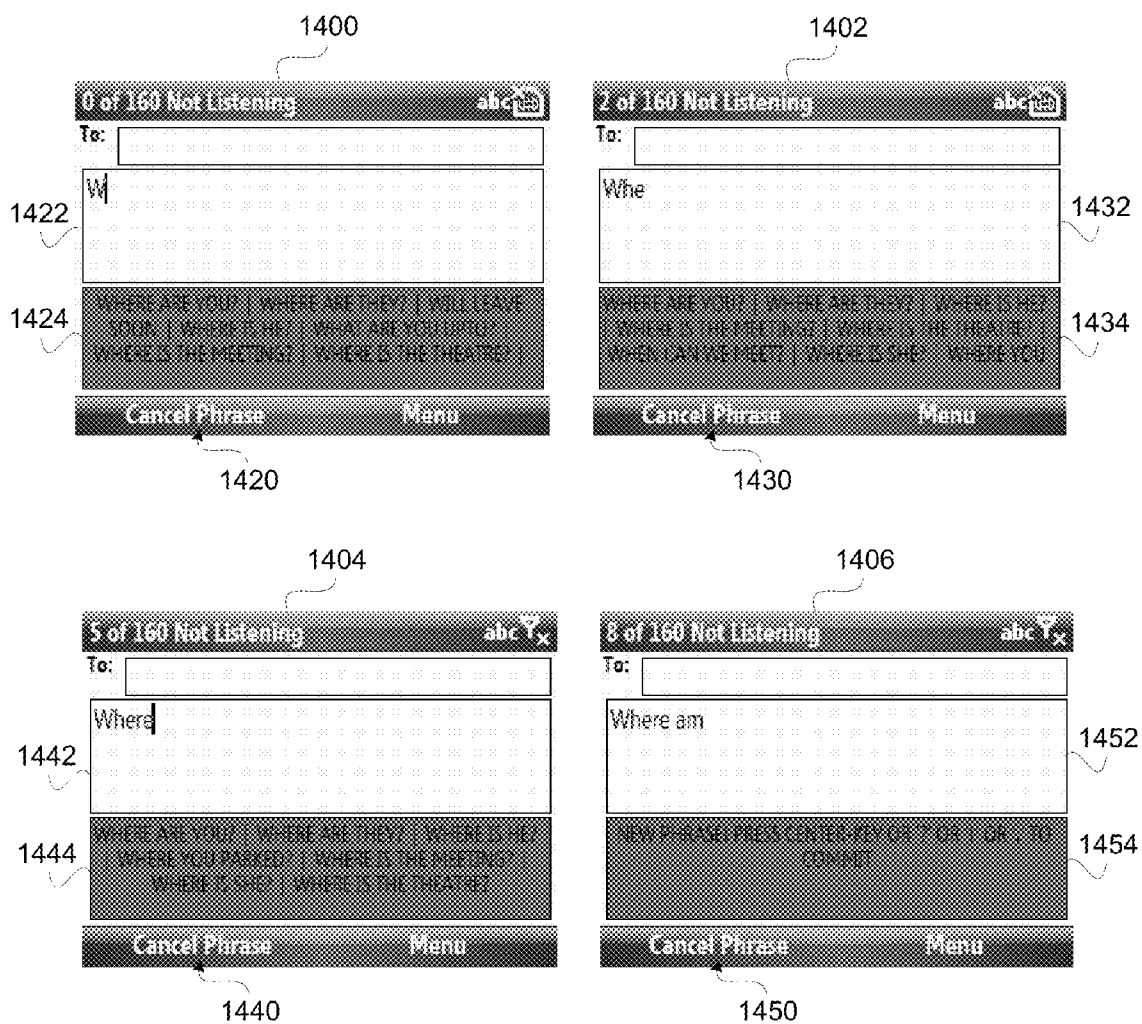 1400
1402
0 of 160 Not Listening abc
2 of 160 Not Listening abc
To:
To:
W
Whe
1422
1432
WHERE ARE YOU? | WHERE ARE THEY? | WILL LEAVE
SOON | WHERE IS HE? | WHAT ARE YOU UPTO?
WHERE IS THE MEETING? | WHERE IS THE THEATRE? |
1424
WHERE ARE YOU? | WHERE ARE THEY? | WHERE IS HE?
| WHERE IS THE MEETING? | WHERE IS THE THEATRE? |
WHEN CAN WE MEET? | WHERE IS SHE? | WHERE YOU
1434
Cancel Phrase Menu
Cancel Phrase Menu
1420
1430
1404
1406
5 of 160 Not Listening abc
8 of 160 Not Listening abc
To:
To:
Where
Where am
1442
1452
WHERE ARE YOU? | WHERE ARE THEY? | WHERE IS HE?
WHERE YOU PARKED? | WHERE IS THE MEETING
WHERE IS SHE? | WHERE IS THE THEATRE?
1444
NEW PHRASE! PRESS CENTER-KEY OR ? OR ! OR . TO
COMMIT
1454
Cancel Phrase Menu
Cancel Phrase Menu
1440
1450